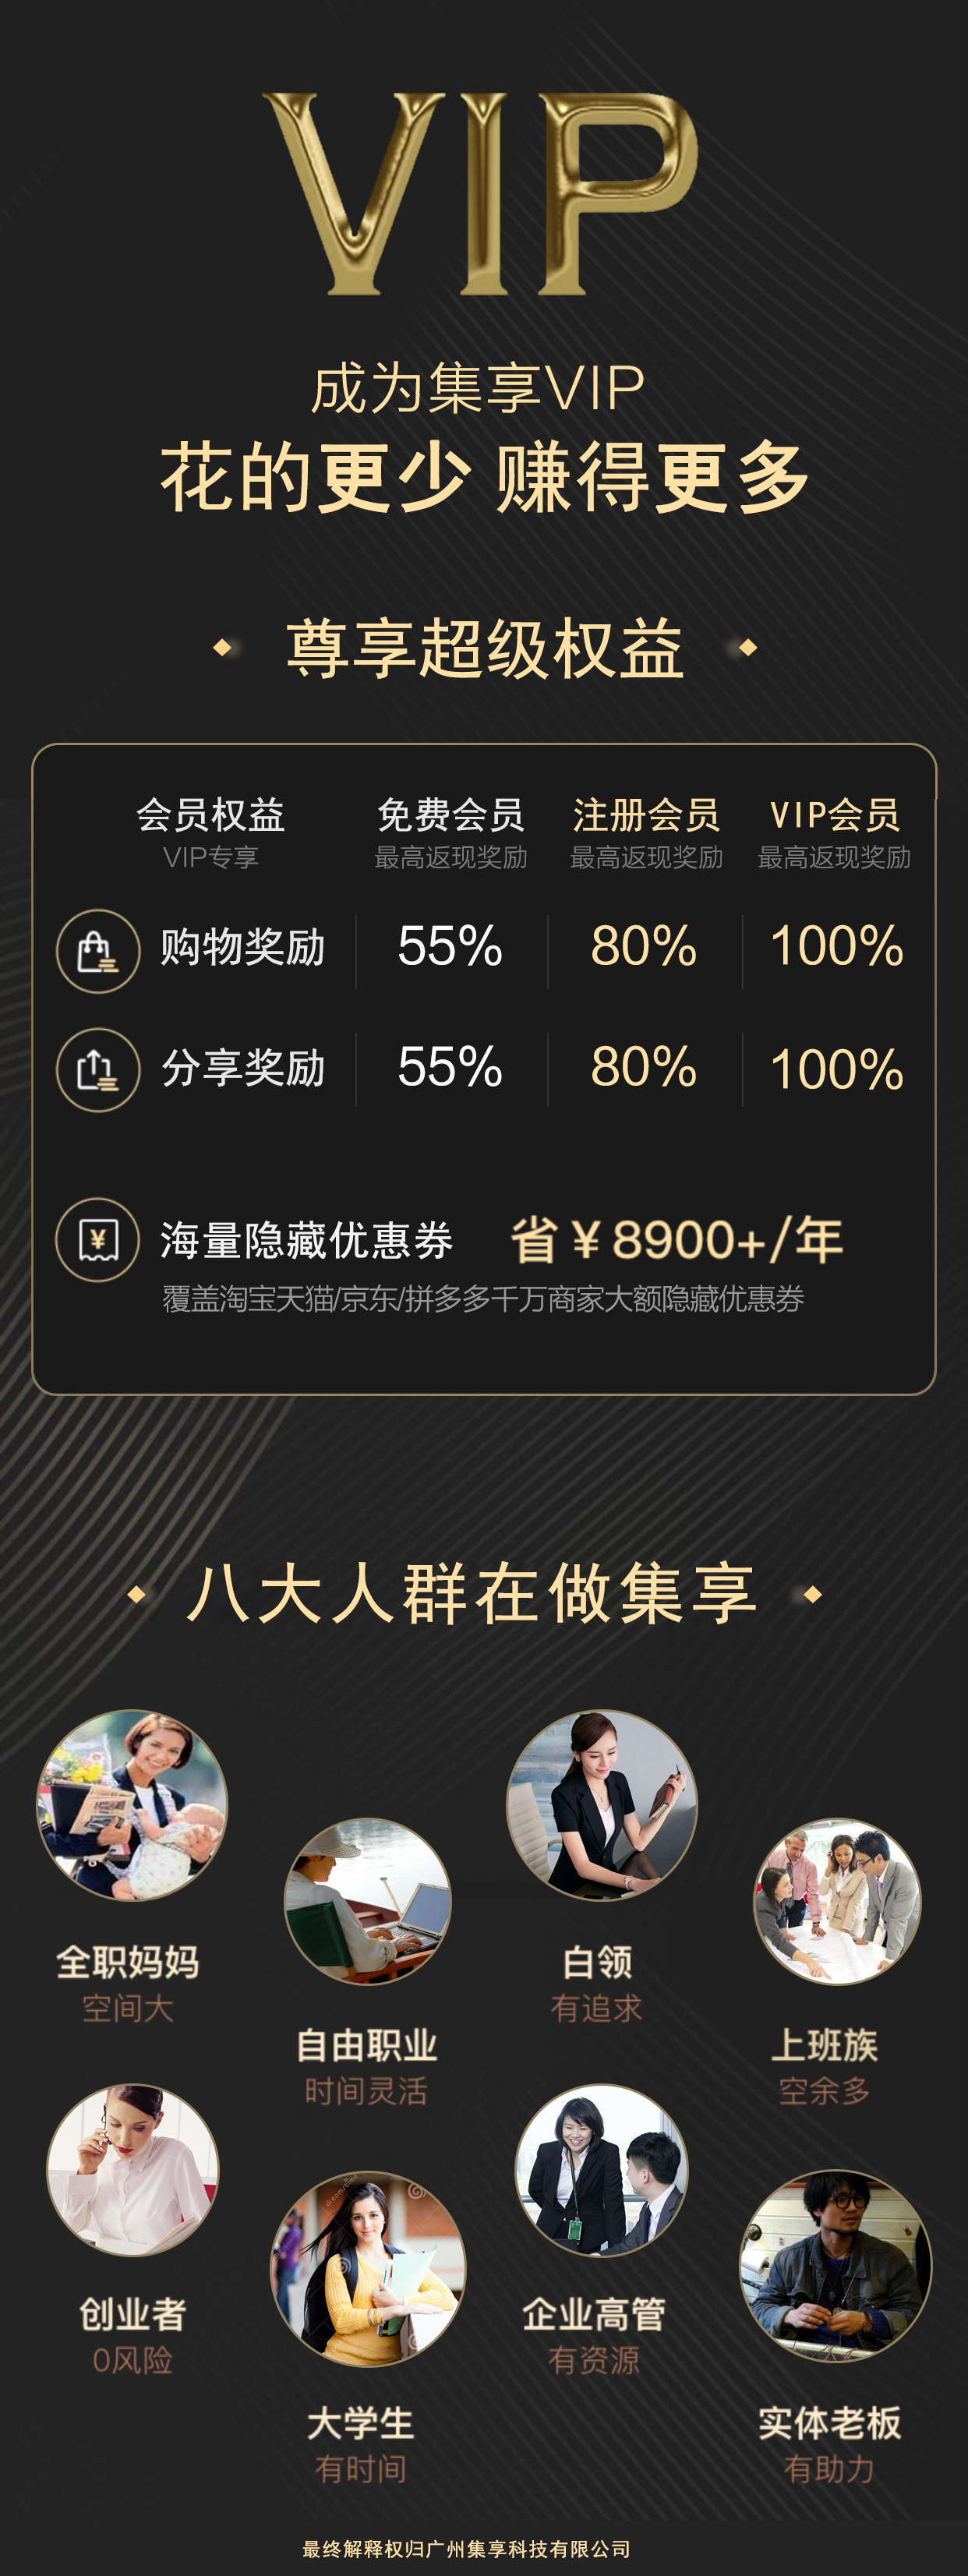 VIP
成为集享VIP
花的更少 赚得更多
尊享超级权益
会员权益 免费会员 注册会员 VIP会员
VIP专享 最高返现奖励 最高返现奖励 最高返现奖励
购物奖励 55% 80% 100%
分享奖励 55% 80% 100%
海量隐藏优惠券 省￥8900+/年
覆盖淘宝天猫/京东/拼多多千万商家大额隐藏优惠券
八大人群在做集享
全职妈妈
空间大
白领
有追求
自由职业
时间灵活
上班族
空余多
创业者
0风险
企业高管
有资源
大学生
有时间
实体老板
有助力
最终解释权归广州集享科技有限公司